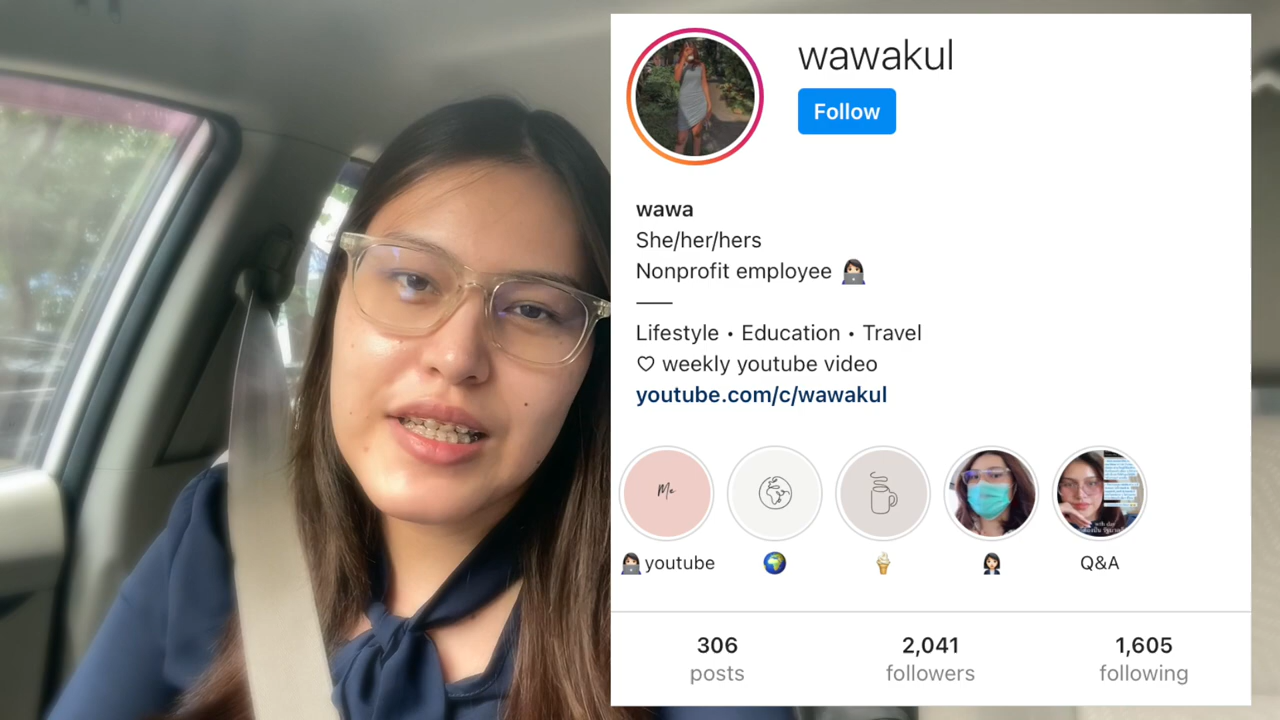 wawakul
Follow
wawa
She/her/hers
Nonprofit employee 👩🏻‍💻
Lifestyle • Education • Travel
♡ weekly youtube video
youtube.com/c/wawakul
Me
👩🏻‍💻 youtube
Q&A
306
2,041
1,605
posts
followers
following